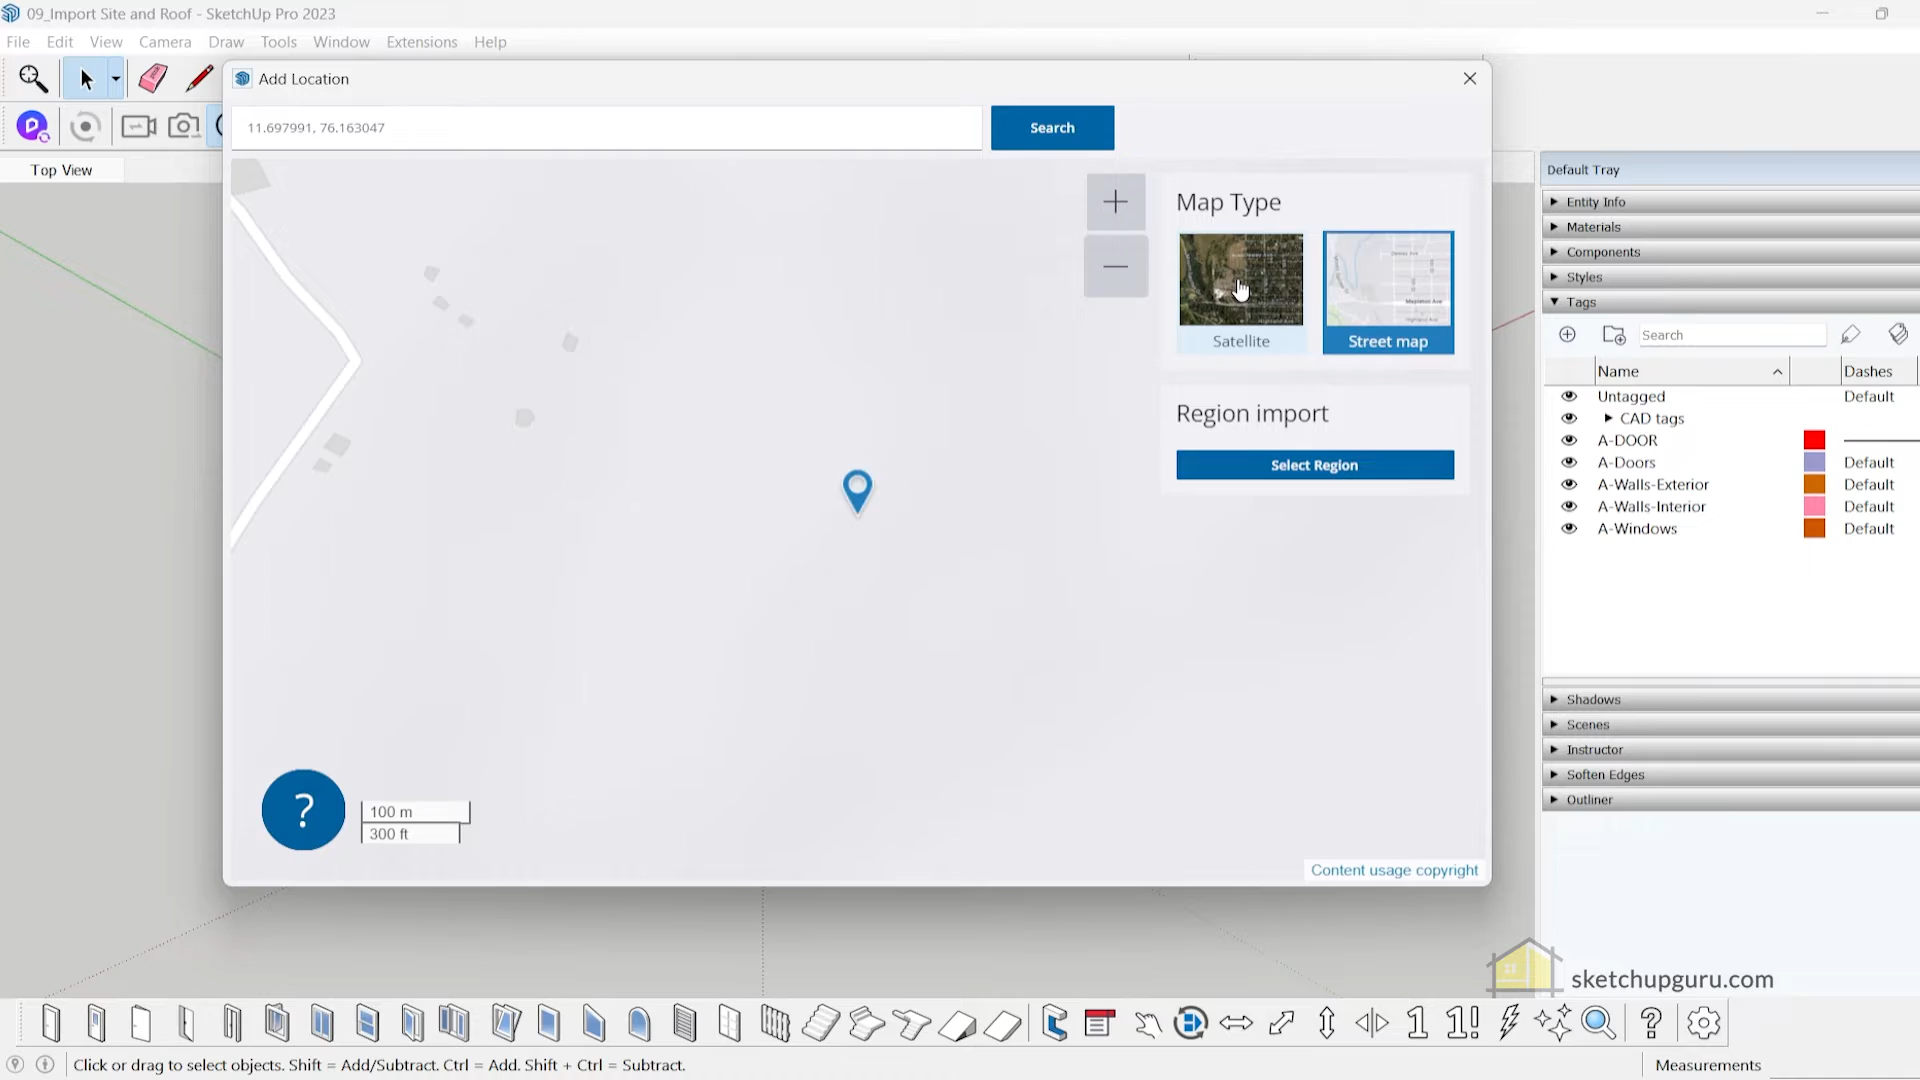 09_Import Site and Roof - SketchUp Pro 2023
File Edit View Camera Draw Tools Window Extensions Help
Add Location
11.697991, 76.163047
Search
Top View
Map Type
Satellite
Street map
Region import
Select Region
?
100 m
300 ft
Content usage copyright
Default Tray
Entity Info
Materials
Components
Styles
Tags
Search
Name Dashes
Untagged Default
CAD tags
A-DOOR
A-Doors Default
A-Walls-Exterior Default
A-Walls-Interior Default
A-Windows Default
Shadows
Scenes
Instructor
Soften Edges
Outliner
sketchupguru.com
Click or drag to select objects. Shift = Add/Subtract. Ctrl = Add. Shift + Ctrl = Subtract.
Measurements